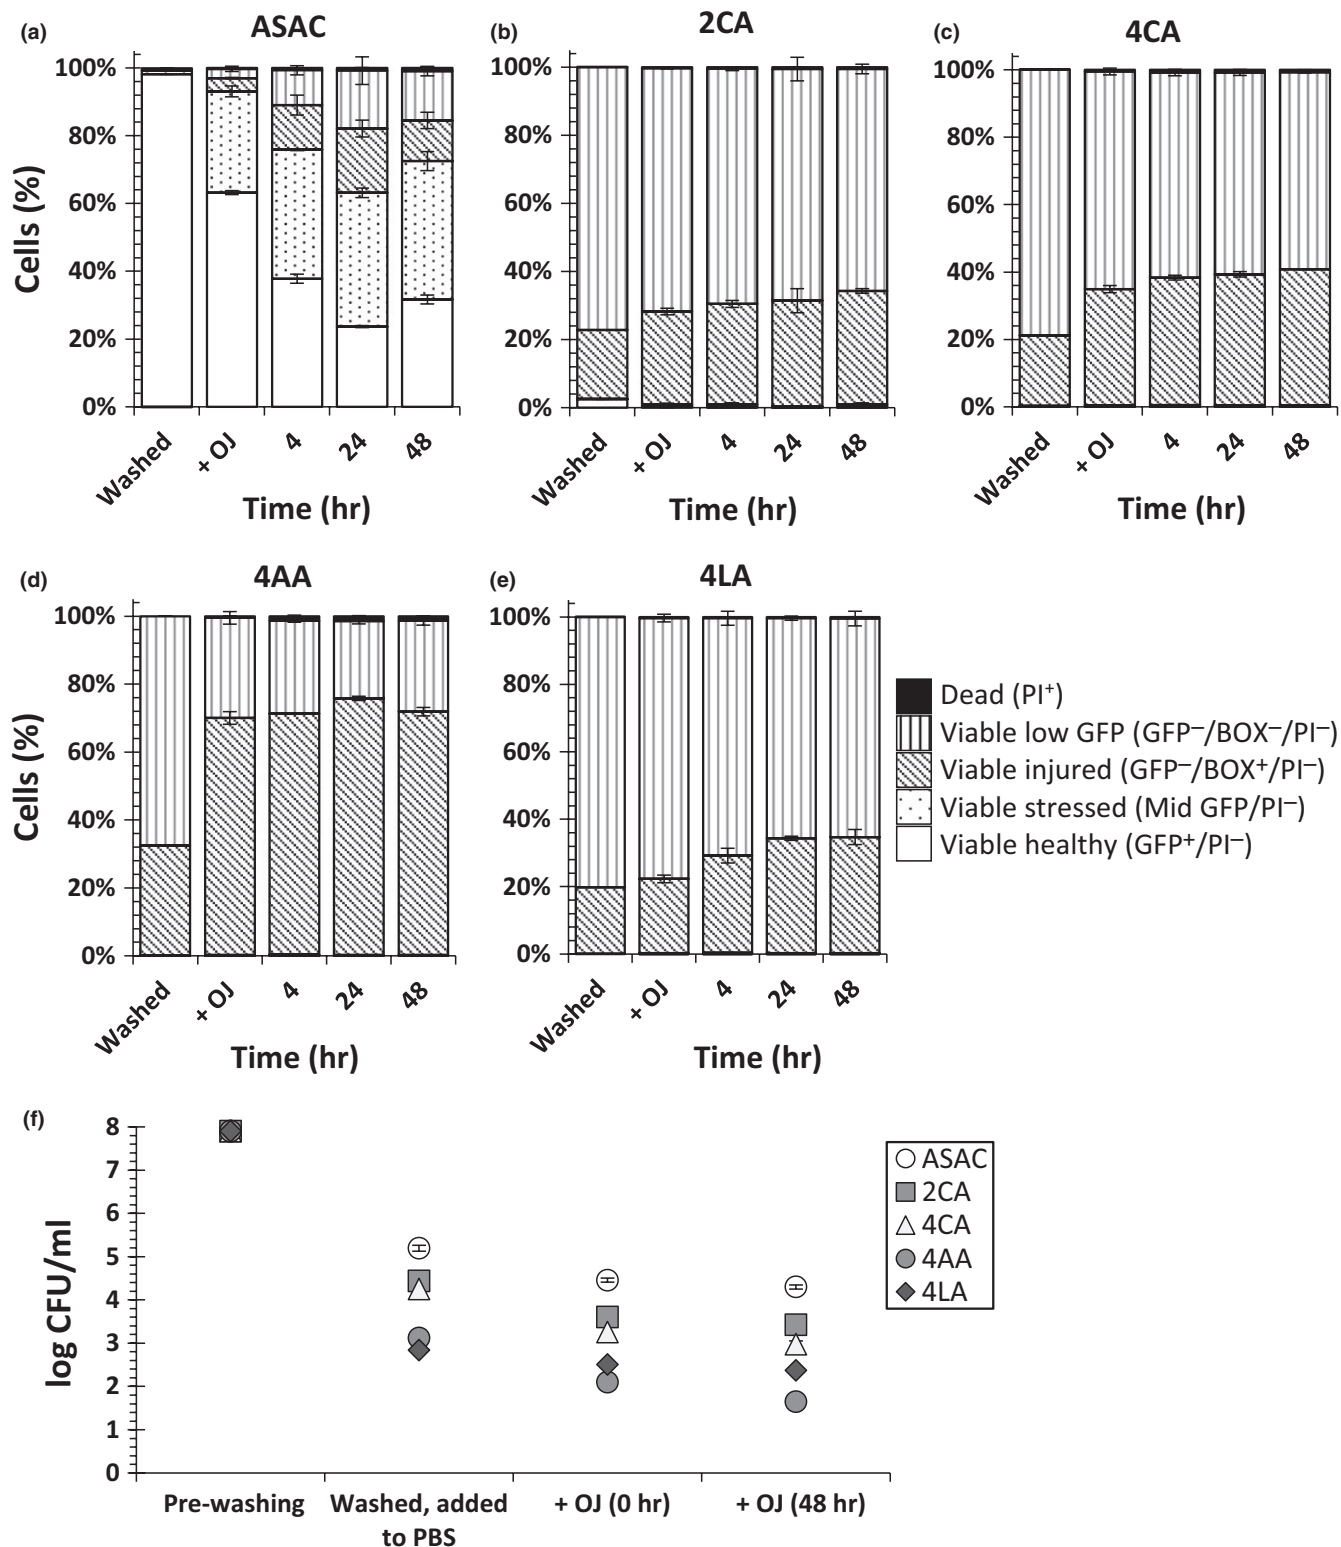 (a) ASAC
(b) 2CA
(c) 4CA
Cells (%)
100%
80%
60%
40%
20%
0%
Washed
+ OJ
4
24
48
Time (hr)
100%
80%
60%
40%
20%
0%
Washed
+ OJ
4
24
48
Time (hr)
100%
80%
60%
40%
20%
0%
Washed
+ OJ
4
24
48
Time (hr)
(d) 4AA
(e) 4LA
Cells (%)
100%
80%
60%
40%
20%
0%
Washed
+ OJ
4
24
48
Time (hr)
100%
80%
60%
40%
20%
0%
Washed
+ OJ
4
24
48
Time (hr)
Dead (PI⁺)
Viable low GFP (GFP⁻/BOX⁻/PI⁻)
Viable injured (GFP⁻/BOX⁺/PI⁻)
Viable stressed (Mid GFP/PI⁻)
Viable healthy (GFP⁺/PI⁻)
(f)
log CFU/ml
8
7
6
5
4
3
2
1
0
Pre-washing
Washed, added
to PBS
+ OJ (0 hr)
+ OJ (48 hr)
ASAC
2CA
4CA
4AA
4LA